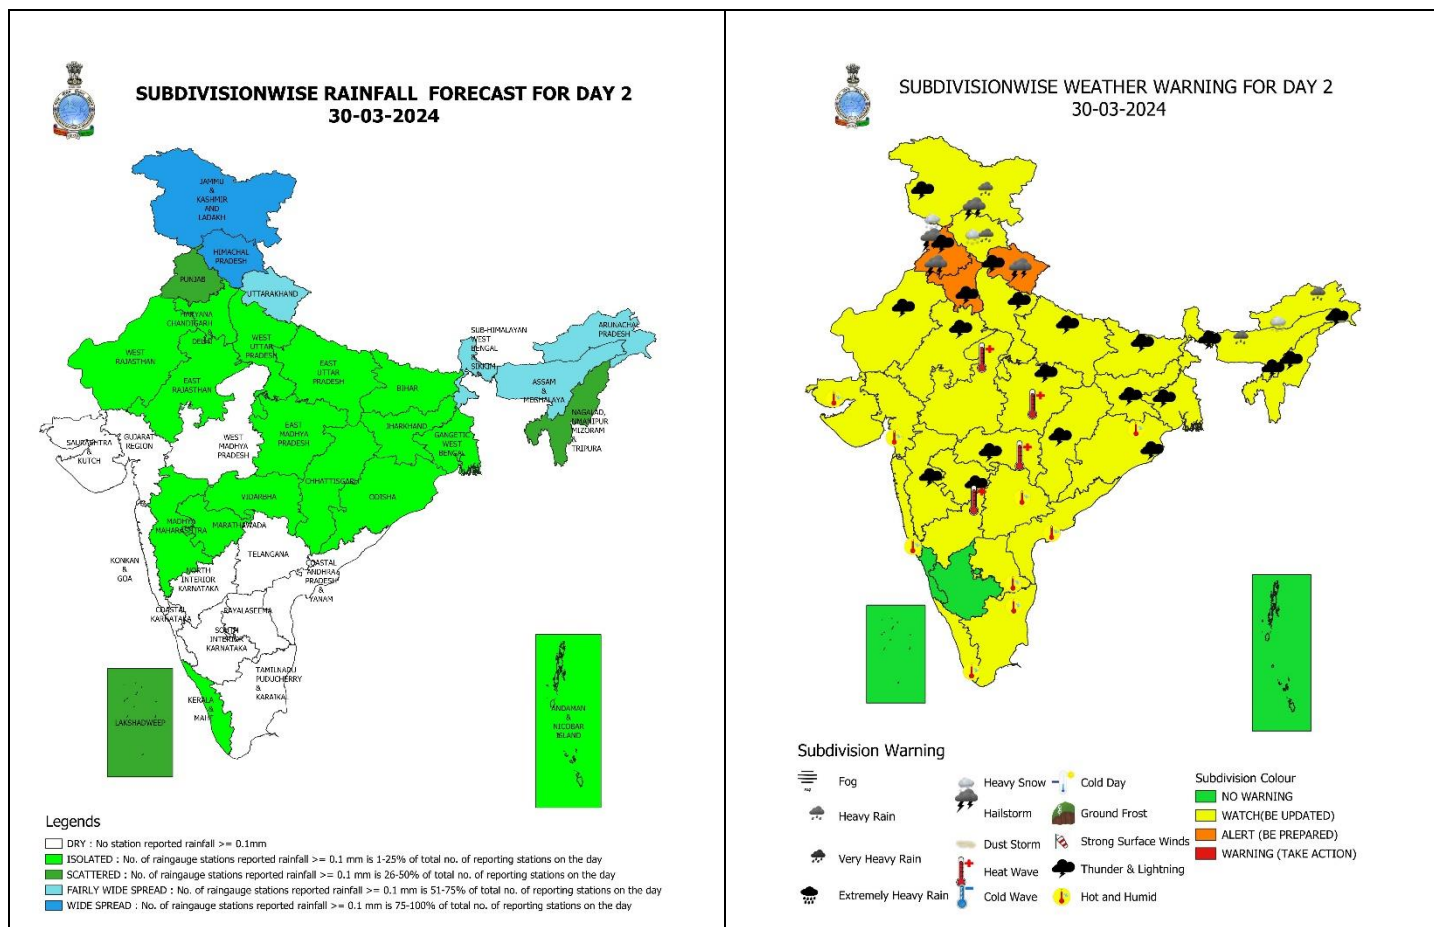 SUBDIVISIONWISE RAINFALL FORECAST FOR DAY 2
30-03-2024
JAMMU
&
KASHMIR
AND
LADAKH
HIMACHAL
PRADESH
PUNJAB
UTTARAKHAND
HARYANA
CHANDIGARH
&
DELHI
WEST
UTTAR
PRADESH
WEST
RAJASTHAN
EAST
RAJASTHAN
EAST
UTTAR
PRADESH
BIHAR
SUB-HIMALAYAN
WEST
BENGAL
&
SIKKIM
ARUNACHAL
PRADESH
ASSAM
&
MEGHALAYA
NAGALAD,
MANIPUR
MIZORAM
&
TRIPURA
SAURASHTRA
&
KUTCH
GUJARAT
REGION
WEST
MADHYA
PRADESH
EAST
MADHYA
PRADESH
JHARKHAND
GANGETIC
WEST
BENGAL
CHHATTISGARH
ODISHA
VIDARBHA
MADHYA
MAHARASHTRA
MARATHAWADA
TELANGANA
KONKAN
&
GOA
NORTH
INTERIOR
KARNATAKA
COASTAL
ANDHRA
PRADESH
&
YANAM
COASTAL
KARNATAKA
RAYALASEEMA
SOUTH
INTERIOR
KARNATAKA
TAMILNADU
PUDUCHERRY
&
KARAIKAL
KERALA
&
MAHE
LAKSHADWEEP
ANDAMAN
&
NICOBAR
ISLAND
Legends
DRY : No station reported rainfall >= 0.1mm
ISOLATED : No. of raingauge stations reported rainfall >= 0.1 mm is 1-25% of total no. of reporting stations on the day
SCATTERED : No. of raingauge stations reported rainfall >= 0.1 mm is 26-50% of total no. of reporting stations on the day
FAIRLY WIDE SPREAD : No. of raingauge stations reported rainfall >= 0.1 mm is 51-75% of total no. of reporting stations on the day
WIDE SPREAD : No. of raingauge stations reported rainfall >= 0.1 mm is 75-100% of total no. of reporting stations on the day
SUBDIVISIONWISE WEATHER WARNING FOR DAY 2
30-03-2024
Subdivision Warning
Fog
Heavy Rain
Very Heavy Rain
Extremely Heavy Rain
Heavy Snow
Hailstorm
Dust Storm
Heat Wave
Cold Wave
Cold Day
Ground Frost
Strong Surface Winds
Thunder & Lightning
Hot and Humid
Subdivision Colour
NO WARNING
WATCH(BE UPDATED)
ALERT (BE PREPARED)
WARNING (TAKE ACTION)